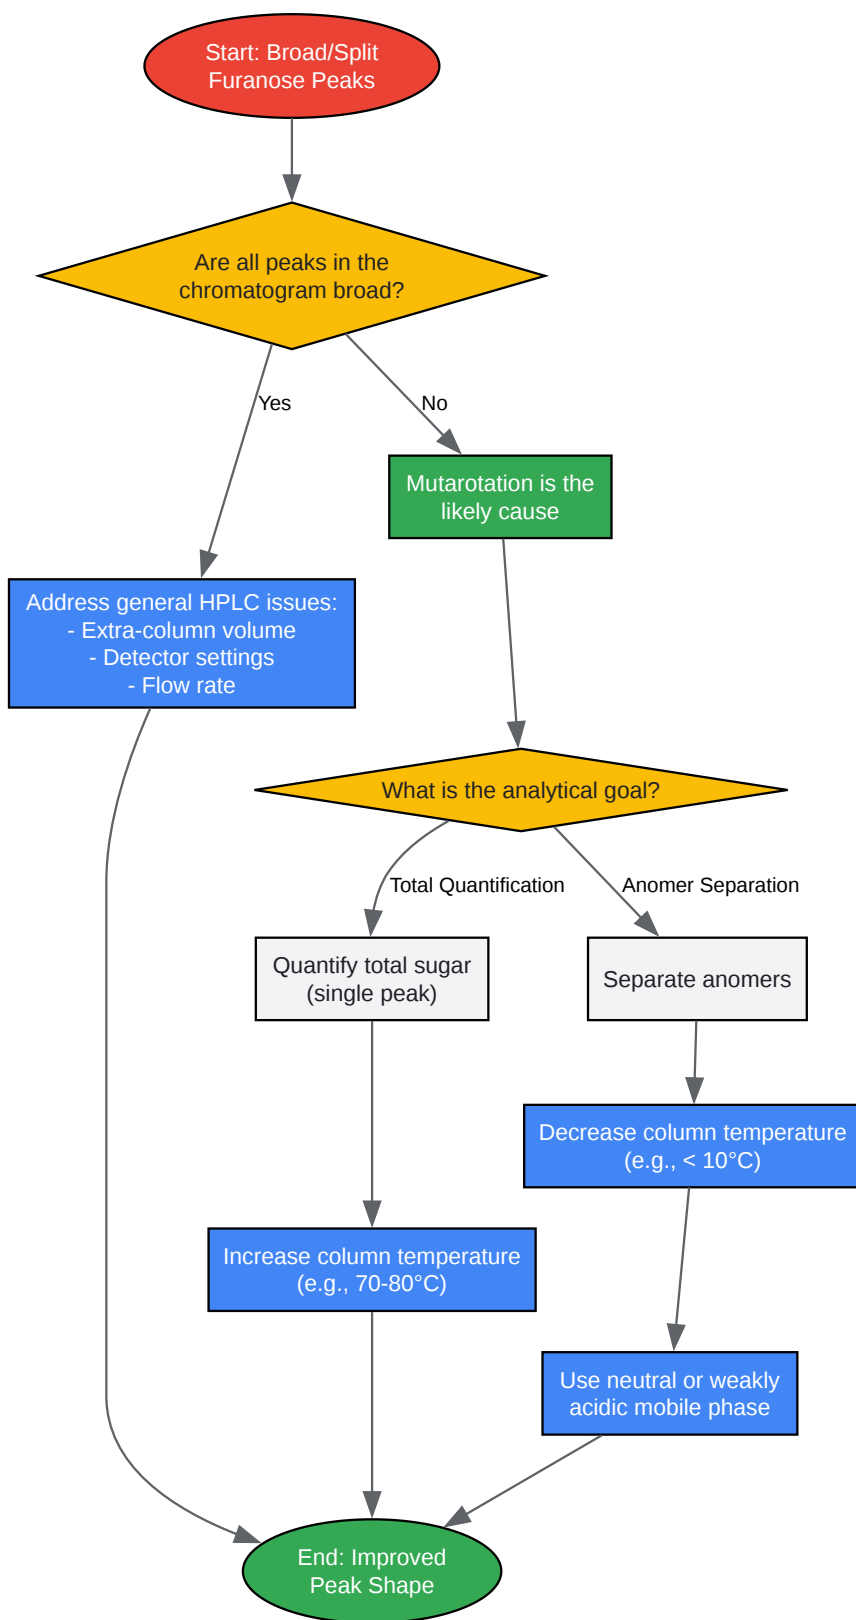 Start: Broad/Split
Furanose Peaks
Are all peaks in the
chromatogram broad?
Yes
No
Mutarotation is the
likely cause
Address general HPLC issues:
- Extra-column volume
- Detector settings
- Flow rate
What is the analytical goal?
Total Quantification
Anomer Separation
Quantify total sugar
(single peak)
Separate anomers
Decrease column temperature
(e.g., < 10°C)
Increase column temperature
(e.g., 70-80°C)
Use neutral or weakly
acidic mobile phase
End: Improved
Peak Shape